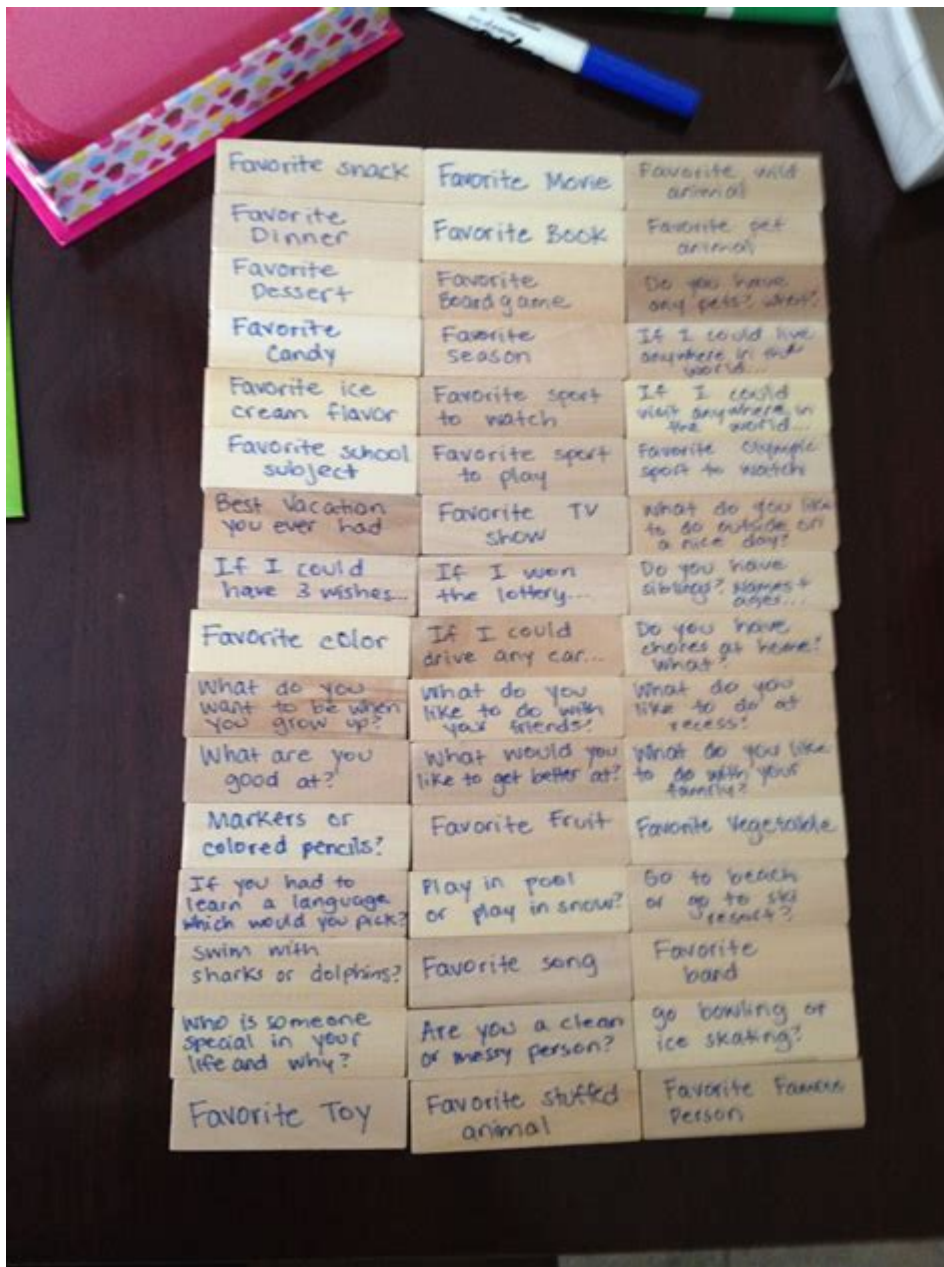 Favorite snack
Favorite Movie
Favorite wild
animal
Favorite
Dinner
Favorite Book
Favorite pet
animal
Favorite
Dessert
Favorite
Boardgame
Do you have
any pets? what?
Favorite
Candy
Favorite
season
If I could live
anywhere in the
world...
Favorite ice
cream flavor
Favorite sport
to watch
If I could
visit anywhere in
the world...
Favorite school
subject
Favorite sport
to play
Favorite Olympic
sport to watch
Best Vacation
you ever had
Favorite TV
show
What do you like
to do outside on
a nice day?
If I could
have 3 wishes...
If I won
the lottery...
Do you have
siblings? Names +
ages...
Favorite color
If I could
drive any car...
Do you have
chores at home?
What?
What do you
want to be when
you grow up?
What do you
like to do with
your friends?
What do you
like to do at
recess?
What are you
good at?
What would you
like to get better at?
What do you like
to do with your
family?
Markers or
colored pencils?
Favorite Fruit
Favorite Vegetable
If you had to
learn a language
which would you pick?
Play in pool
or play in snow?
Go to beach
or go to ski
resort?
Swim with
sharks or dolphins?
Favorite song
Favorite
band
Who is someone
special in your
life and why?
Are you a clean
or messy person?
go bowling or
ice skating?
Favorite Toy
Favorite stuffed
animal
Favorite Famous
Person